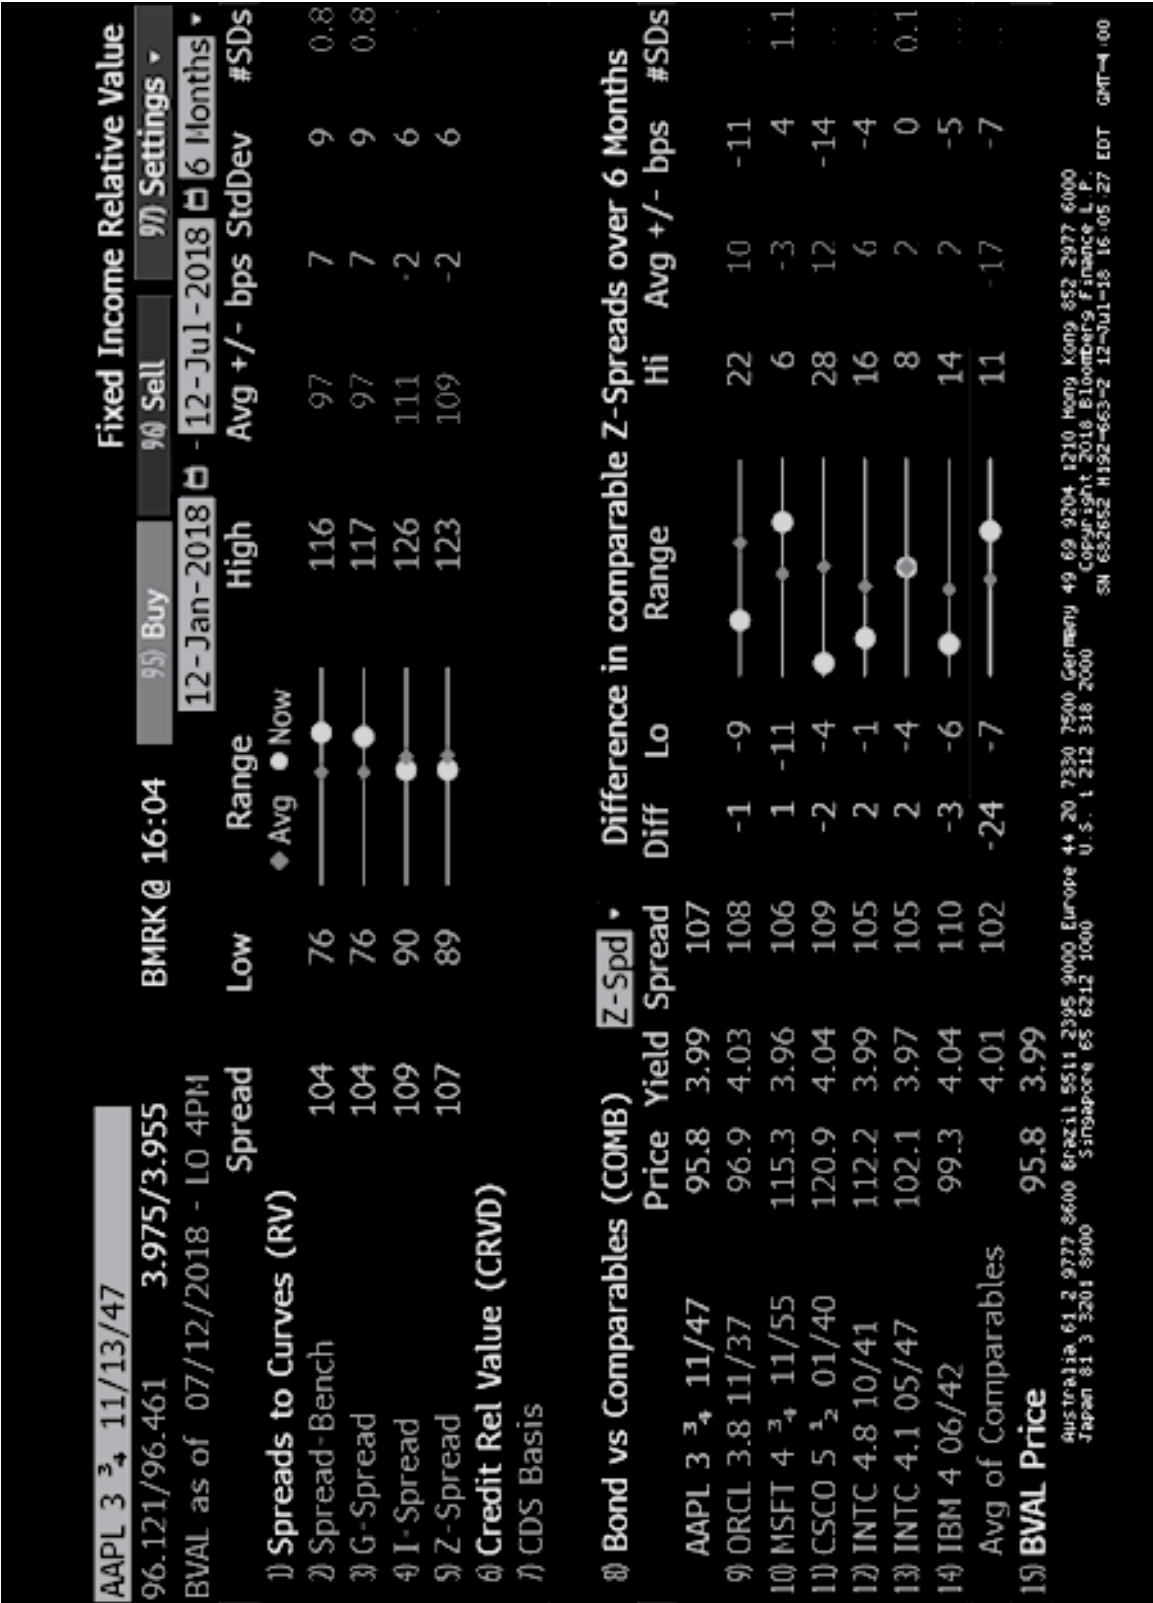 AAPL 3 ¾ 11/13/47 Fixed Income Relative Value
96.121/96.461 3.975/3.955 BMRK@ 16:04 95) Buy 96) Sell 97) Settings
BVAL as of 07/12/2018 - LO 4PM 12-Jan-2018 - 12-Jul-2018 6 Months
Spread Low Range High Avg +/- bps StdDev #SDs
1) Spreads to Curves (RV) Avg Now
2) Spread-Bench 104 76 116 97 7 9 0.8
3) G-Spread 104 76 117 97 7 9 0.8
4) I-Spread 109 90 126 111 -2 6
5) Z-Spread 107 89 123 109 -2 6
6) Credit Rel Value (CRVD)
7) CDS Basis
8) Bond vs Comparables (COMB) Z-Spd Difference in comparable Z-Spreads over 6 Months
Price Yield Spread Diff Lo Range Hi Avg +/- bps #SDs
AAPL 3 ¾ 11/47 95.8 3.99 107
9) ORCL 3.8 11/37 96.9 4.03 108 -1 -9 22 10 -11
10) MSFT 4 ¾ 11/55 115.3 3.96 106 1 -11 6 -3 4 1.1
11) CSCO 5 ½ 01/40 120.9 4.04 109 -2 -4 28 12 -14
12) INTC 4.8 10/41 112.2 3.99 105 2 -1 16 6 -4
13) INTC 4.1 05/47 102.1 3.97 105 2 -4 8 2 0 0.1
14) IBM 4 06/42 99.3 4.04 110 -3 -6 14 2 -5
Avg of Comparables 4.01 102 -24 -7 11 -17 -7
15) BVAL Price 95.8 3.99
Australia 61 2 9777 8600 Brazil 5511 2395 9000 Europe 44 20 7330 7500 Germany 49 69 9204 1210 Hong Kong 852 2977 6000
Japan 81 3 3201 8900 Singapore 65 6212 1000 U.S. 1 212 318 2000 Copyright 2018 Bloomberg Finance L.P.
SN 682652 H192-663-2 12-Jul-18 16:05:27 EDT GMT-4:00